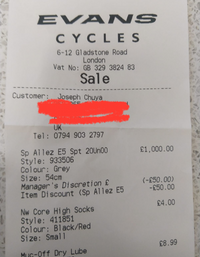 EVANS
CYCLES
6-12 Gladstone Road
London
Vat No: GB 329 3824 83
Sale
Customer: Joseph Chuya
UK
Tel: 0794 903 2797
Sp Allez E5 Spt 20Un00 £1,000.00
Style: 933506
Colour: Grey
Size: 54cm
Manager's Discretion £ (-£50.00)
Item Discount (Sp Allez E5 -£50.00
£4.00
Nw Core High Socks
Style: 411851
Colour: Black/Red
Size: Small
£8.99
Muc-Off Dry Lube